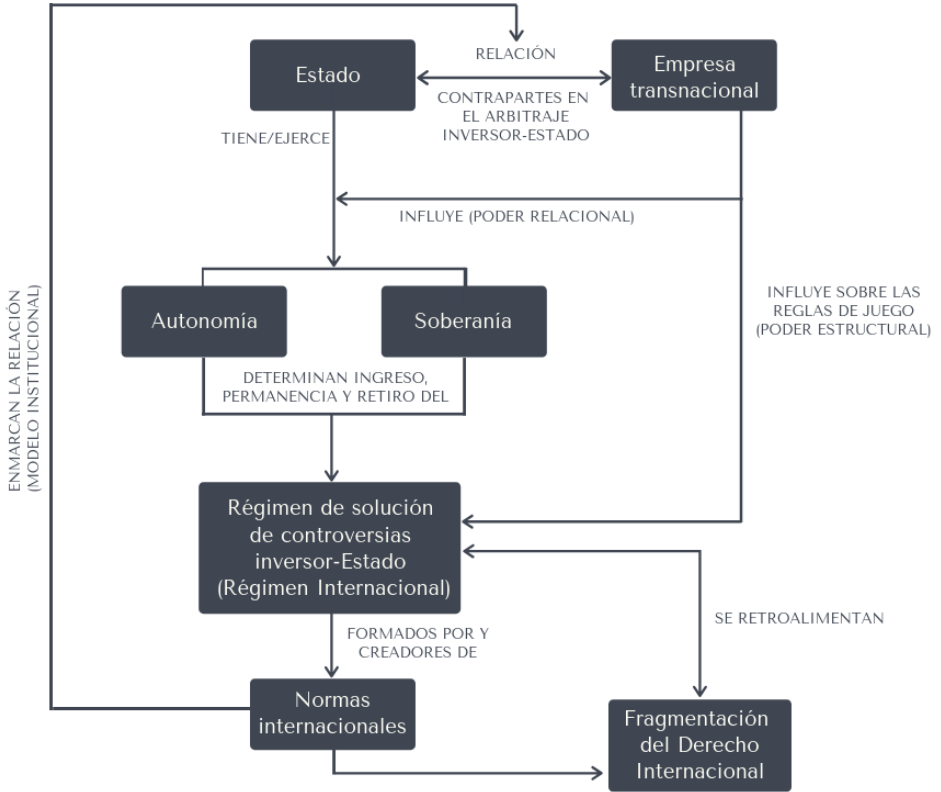 RELACIÓN
Estado
Empresa
transnacional
CONTRAPARTES EN
EL ARBITRAJE
INVERSOR-ESTADO
TIENE/EJERCE
INFLUYE (PODER RELACIONAL)
INFLUYE SOBRE LAS
REGLAS DE JUEGO
(PODER ESTRUCTURAL)
Autonomía
Soberanía
DETERMINAN INGRESO,
PERMANENCIA Y RETIRO DEL
ENMARCAN LA RELACIÓN
(MODELO INSTITUCIONAL)
Régimen de solución
de controversias
inversor-Estado
(Régimen Internacional)
SE RETROALIMENTAN
FORMADOS POR Y
CREADORES DE
Normas
internacionales
Fragmentación
del Derecho
Internacional